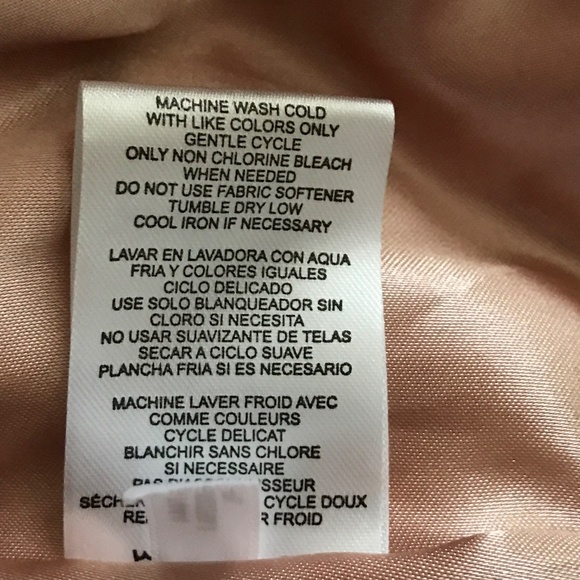 MACHINE WASH COLD
WITH LIKE COLORS ONLY
GENTLE CYCLE
ONLY NON CHLORINE BLEACH
WHEN NEEDED
DO NOT USE FABRIC SOFTENER
TUMBLE DRY LOW
COOL IRON IF NECESSARY
LAVAR EN LAVADORA CON AQUA
FRIA Y COLORES IGUALES
CICLO DELICADO
USE SOLO BLANQUEADOR SIN
CLORO SI NECESITA
NO USAR SUAVIZANTE DE TELAS
SECAR A CICLO SUAVE
PLANCHA FRIA SI ES NECESARIO
MACHINE LAVER FROID AVEC
COMME COULEURS
CYCLE DELICAT
BLANCHIR SANS CHLORE
SI NECESSAIRE
PAS
CYCLE DOUX
FROID